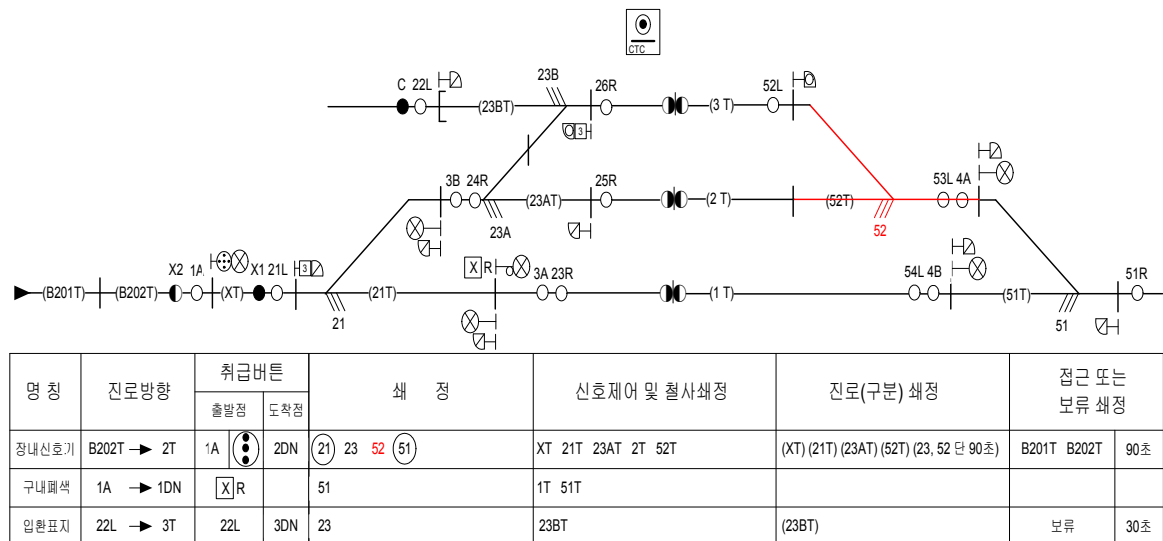 CTC
23B
C 22L (23BT) 26R (3 T) 52L
3
3B 24R (23AT) 25R (2 T) (52T) 53L 4A
23A 52
X2 1A X1 21L 3 X R
(B201T) (B202T) (XT) (21T) 3A 23R (1 T) 54L 4B (51T) 51R
21 51
명 칭 진로방향 취급버튼 쇄 정 신호제어 및 철사쇄정 진로(구분) 쇄정 접근 또는
보류 쇄정
출발점 도착점
장내신호기 B202T 2T 1A 2DN 21 23 52 51 XT 21T 23AT 2T 52T (XT) (21T) (23AT) (52T) (23, 52 단 90초) B201T B202T 90초
구내폐색 1A 1DN X R 51 1T 51T
입환표지 22L 3T 22L 3DN 23 23BT (23BT) 보류 30초